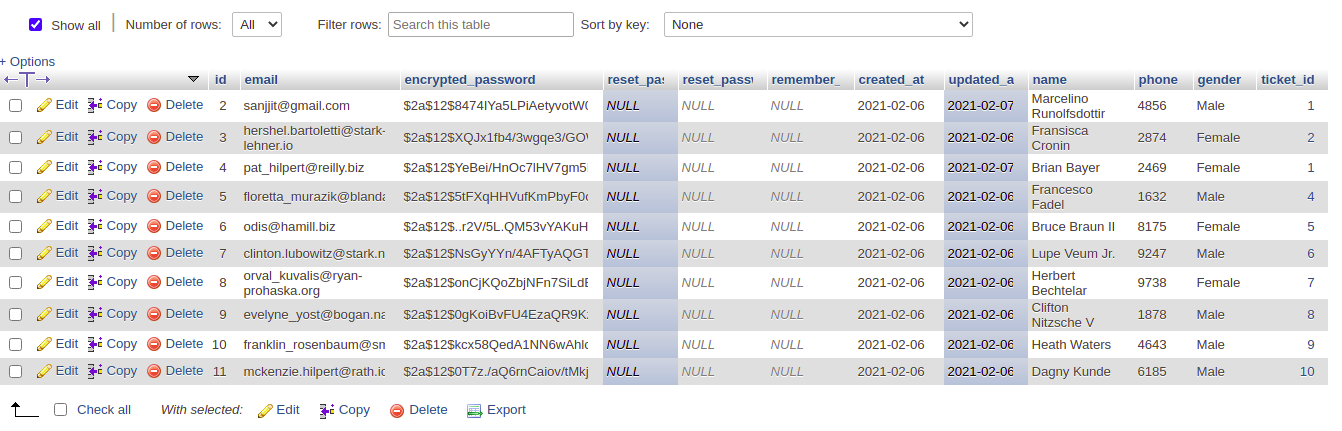 Show all Number of rows: All Filter rows: Search this table Sort by key: None
+ Options
id email encrypted_password reset_pas reset_passv remember_ created_at updated_a name phone gender ticket_id
Edit Copy Delete 2 sanjjit@gmail.com $2a$12$8474IYa5LPiAetyvotW NULL NULL NULL 2021-02-06 2021-02-07 Marcelino Runolfsdottir 4856 Male 1
Edit Copy Delete 3 hershel.bartoletti@stark-lehner.io $2a$12$XQJx1fb4/3wgqe3/GO NULL NULL NULL 2021-02-06 2021-02-06 Fransisca Cronin 2874 Female 2
Edit Copy Delete 4 pat_hilpert@reilly.biz $2a$12$YeBei/HnOc7lHV7gm5 NULL NULL NULL 2021-02-06 2021-02-07 Brian Bayer 2469 Female 1
Edit Copy Delete 5 floretta_murazik@blanda $2a$12$5tFXqHHVufKmPbyF0 NULL NULL NULL 2021-02-06 2021-02-06 Francesco Fadel 1632 Male 4
Edit Copy Delete 6 odis@hamill.biz $2a$12$..r2V/5L.QM53vYAKuH NULL NULL NULL 2021-02-06 2021-02-06 Bruce Braun II 8175 Female 5
Edit Copy Delete 7 clinton.lubowitz@stark.n $2a$12$NsGyYYn/4AFTyAQGT NULL NULL NULL 2021-02-06 2021-02-06 Lupe Veum Jr. 9247 Male 6
Edit Copy Delete 8 orval_kuvalis@ryan-prohaska.org $2a$12$onCjKQoZbjNFn7SiLdE NULL NULL NULL 2021-02-06 2021-02-06 Herbert Bechtelar 9738 Female 7
Edit Copy Delete 9 evelyne_yost@bogan.na $2a$12$0gKoiBvFU4EzaQR9K NULL NULL NULL 2021-02-06 2021-02-06 Clifton Nitzsche V 1878 Male 8
Edit Copy Delete 10 franklin_rosenbaum@sm $2a$12$kcx58QedA1NN6wAhl NULL NULL NULL 2021-02-06 2021-02-06 Heath Waters 4643 Male 9
Edit Copy Delete 11 mckenzie.hilpert@rath.io $2a$12$0T7z./aQ6rnCaiov/tMkj NULL NULL NULL 2021-02-06 2021-02-06 Dagny Kunde 6185 Male 10
Check all With selected: Edit Copy Delete Export